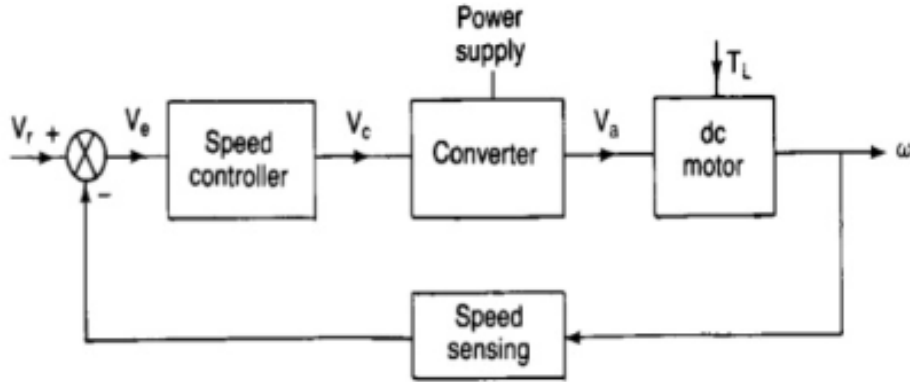 Power
supply
T_L
V_r +
V_e
Speed
controller
V_c
Converter
V_a
dc
motor
ω
−
Speed
sensing